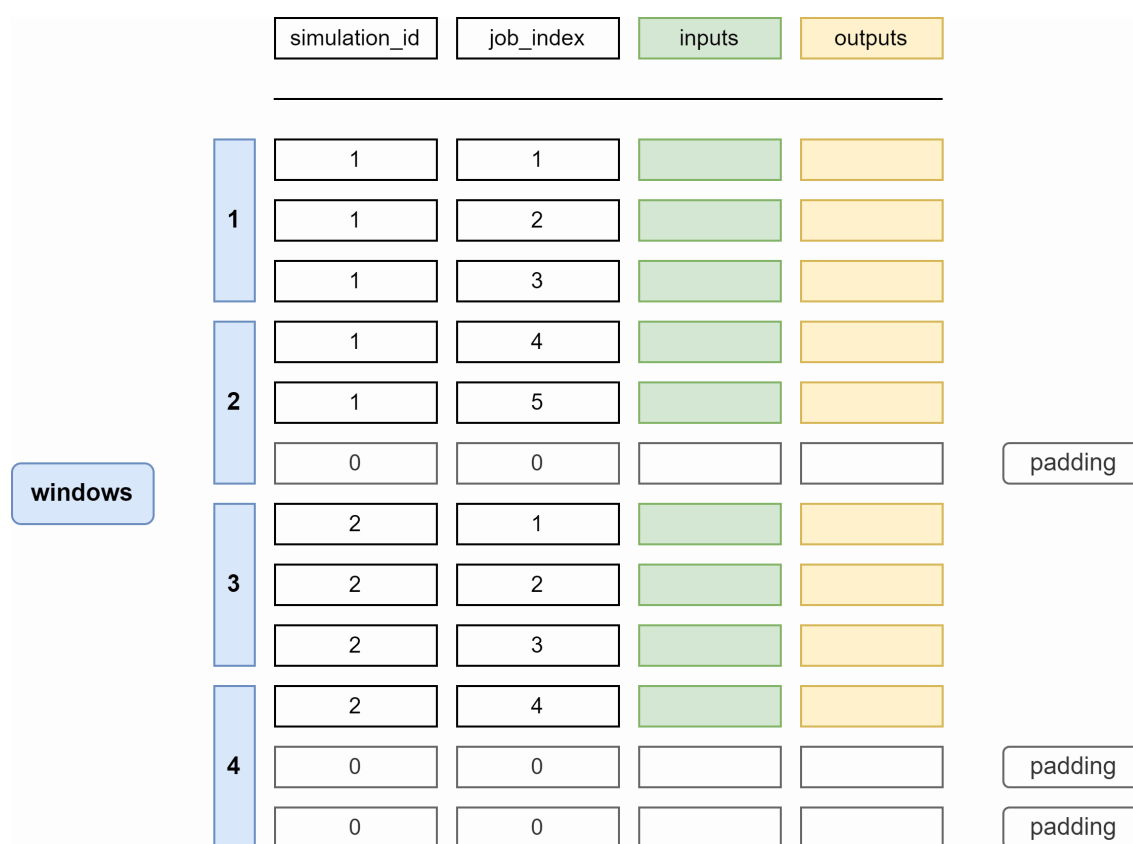 simulation_id job_index inputs outputs
1 1
1 1 2
1 3
1 4
2 1 5
0 0 padding
windows
2 1
3 2 2
2 3
2 4
4 0 0 padding
0 0 padding